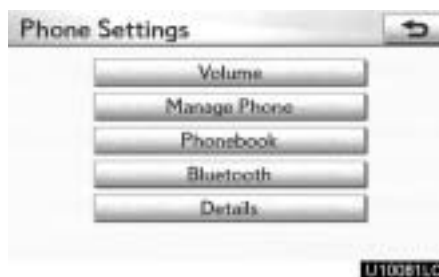 Phone Settings
Volume
Manage Phone
Phonebook
Bluetooth
Details
U10081LC